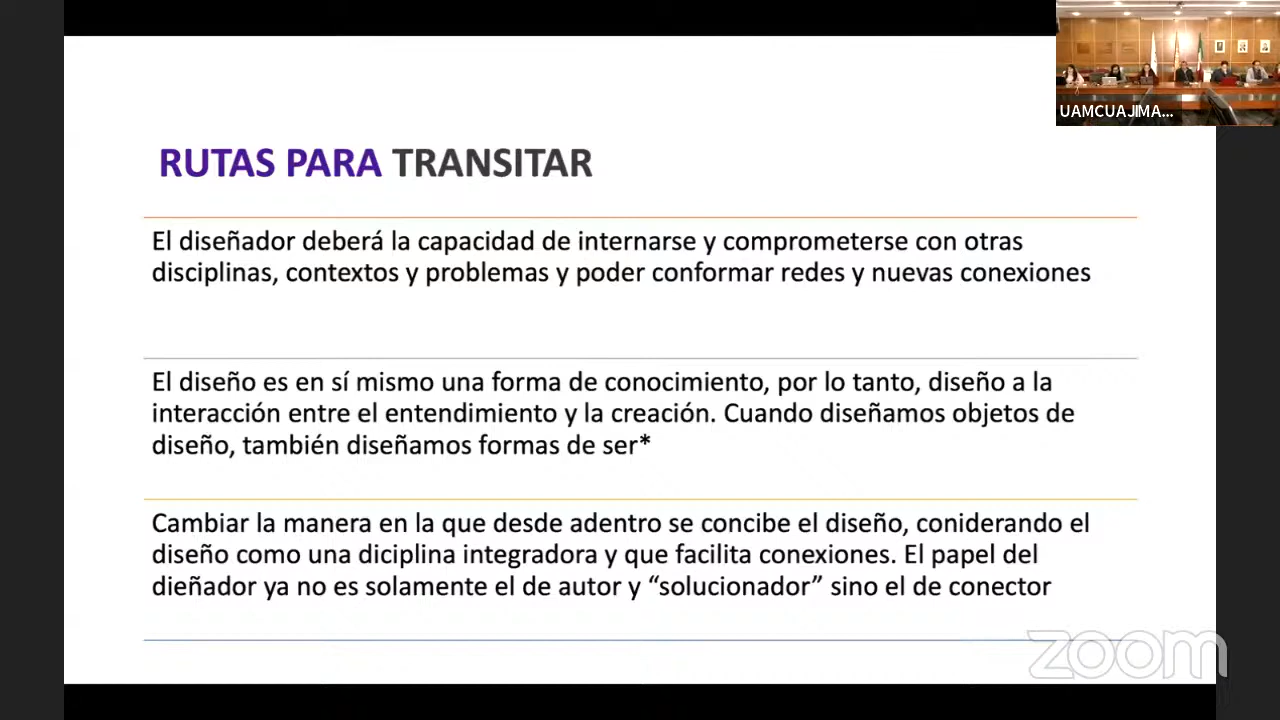 UAMCUAJIMA...
RUTAS PARA TRANSITAR
El diseñador deberá la capacidad de internarse y comprometerse con otras
disciplinas, contextos y problemas y poder conformar redes y nuevas conexiones
El diseño es en sí mismo una forma de conocimiento, por lo tanto, diseño a la
interacción entre el entendimiento y la creación. Cuando diseñamos objetos de
diseño, también diseñamos formas de ser*
Cambiar la manera en la que desde adentro se concibe el diseño, coniderando el
diseño como una diciplina integradora y que facilita conexiones. El papel del
dieñador ya no es solamente el de autor y “solucionador” sino el de conector
zoom